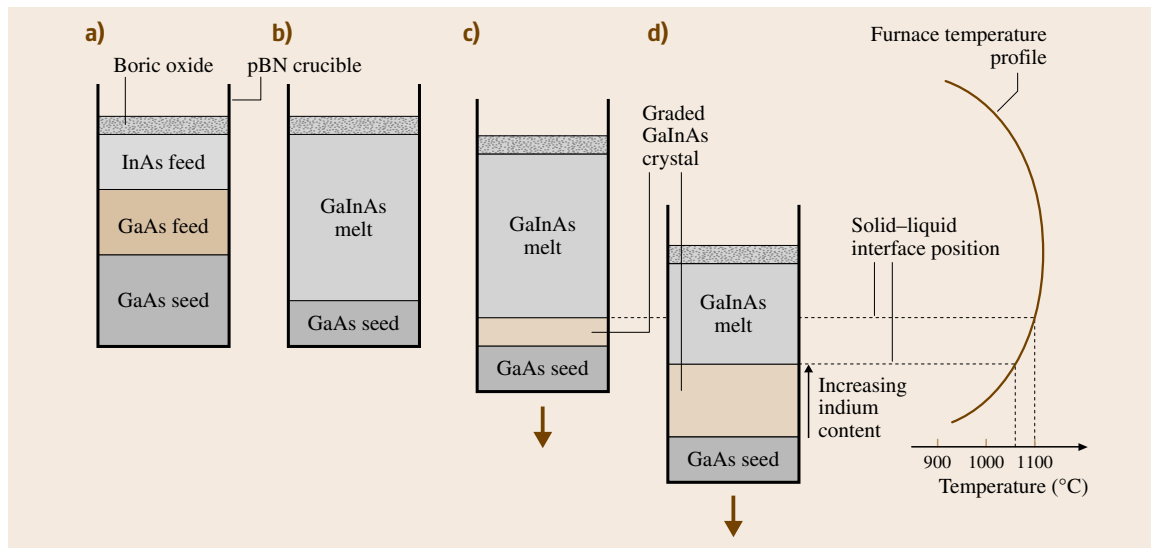 a)
b)
c)
d)
Boric oxide
pBN crucible
InAs feed
GaAs feed
GaAs seed
GaInAs
melt
GaAs seed
GaInAs
melt
GaAs seed
Graded
GaInAs
crystal
GaInAs
melt
GaAs seed
Solid–liquid
interface position
Increasing
indium
content
Furnace temperature
profile
900 1000 1100
Temperature (°C)